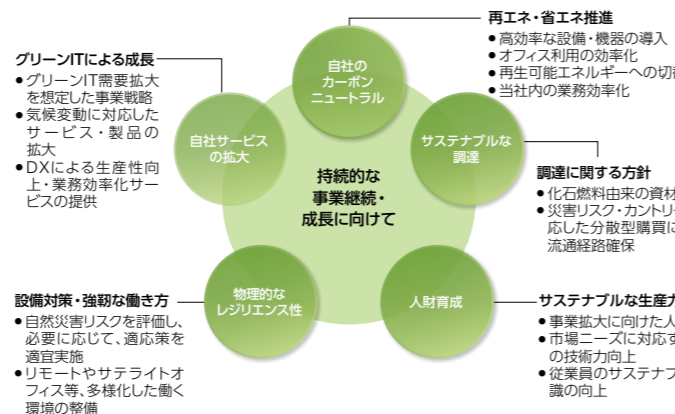 再エネ・省エネ推進
● 高効率な設備・機器の導入
● オフィス利用の効率化
● 再生可能エネルギーへの切
● 当社内の業務効率化
グリーンITによる成長
● グリーンIT需要拡大
を想定した事業戦略
● 気候変動に対応した
サービス・製品の
拡大
● DXによる生産性向
上・業務効率化サー
ビスの提供
自社の
カーボン
ニュートラル
自社サービス
の拡大
サステナブルな
調達
持続的な
事業継続・
成長に向けて
調達に関する方針
● 化石燃料由来の資材
● 災害リスク・カントリー
応した分散型購買に
流通経路確保
物理的な
レジリエンス性
人財育成
設備対策・強靭な働き方
● 自然災害リスクを評価し、
必要に応じて、適応策を
適宜実施
● リモートやサテライトオ
フィス等、多様化した働く
環境の整備
サステナブルな生産
● 事業拡大に向けた人
● 市場ニーズに対応す
の技術力向上
● 従業員のサステナブ
識の向上